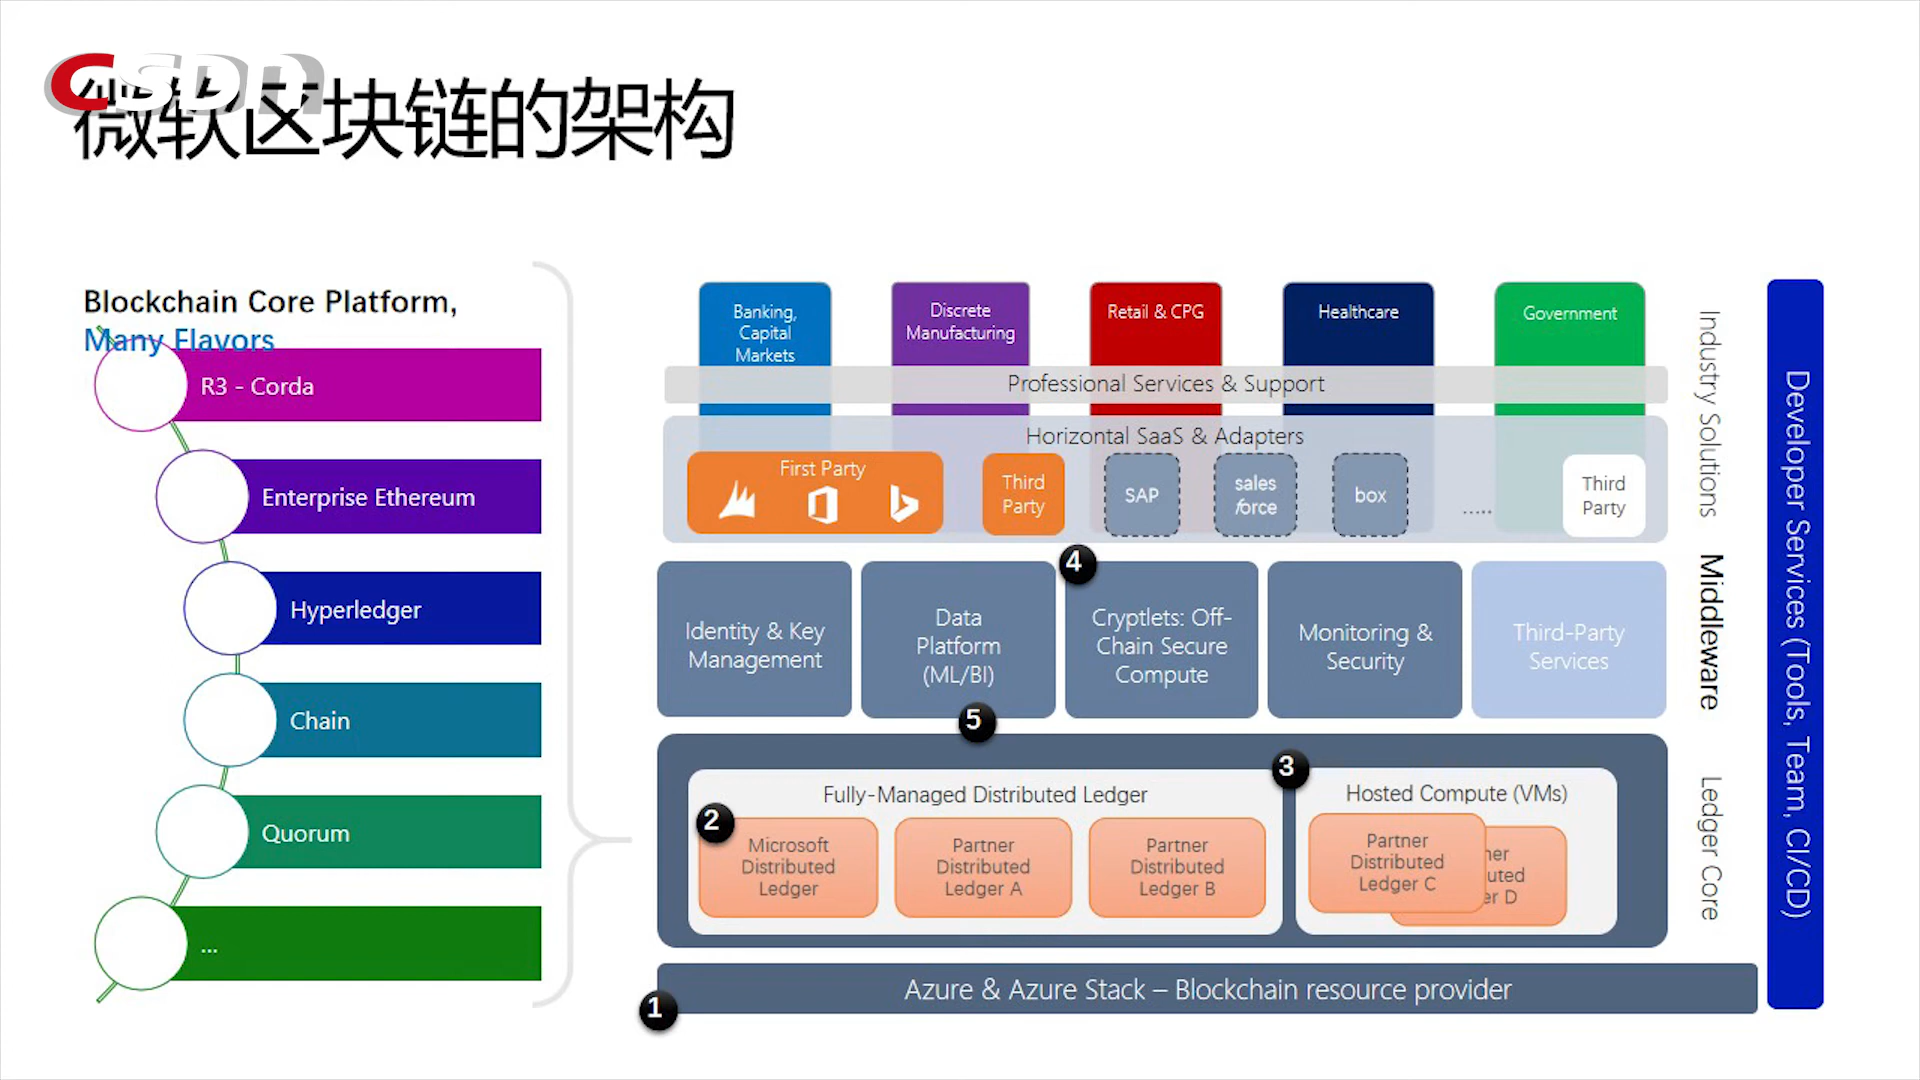 CSDN
微软区块链的架构
Blockchain Core Platform,
Many Flavors
R3 - Corda
Enterprise Ethereum
Hyperledger
Chain
Quorum
...
Banking,
Capital
Markets
Discrete
Manufacturing
Retail & CPG
Healthcare
Government
Professional Services & Support
Horizontal SaaS & Adapters
First Party
Third
Party
SAP
sales
force
box
.....
Third
Party
Industry Solutions
4
Identity & Key
Management
Data
Platform
(ML/BI)
Cryptlets: Off-
Chain Secure
Compute
Monitoring &
Security
Third-Party
Services
Middleware
5
3
Fully-Managed Distributed Ledger
2
Microsoft
Distributed
Ledger
Partner
Distributed
Ledger A
Partner
Distributed
Ledger B
Hosted Compute (VMs)
Partner
Distributed
Ledger C
ner
uted
er D
Ledger Core
1
Azure & Azure Stack – Blockchain resource provider
Developer Services (Tools, Team, CI/CD)